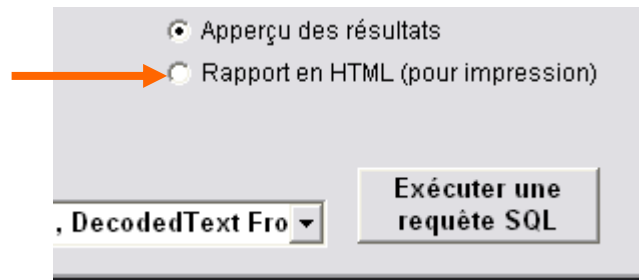 Apperçu des résultats
Rapport en HTML (pour impression)
Exécuter une
requête SQL
, DecodedText Fro